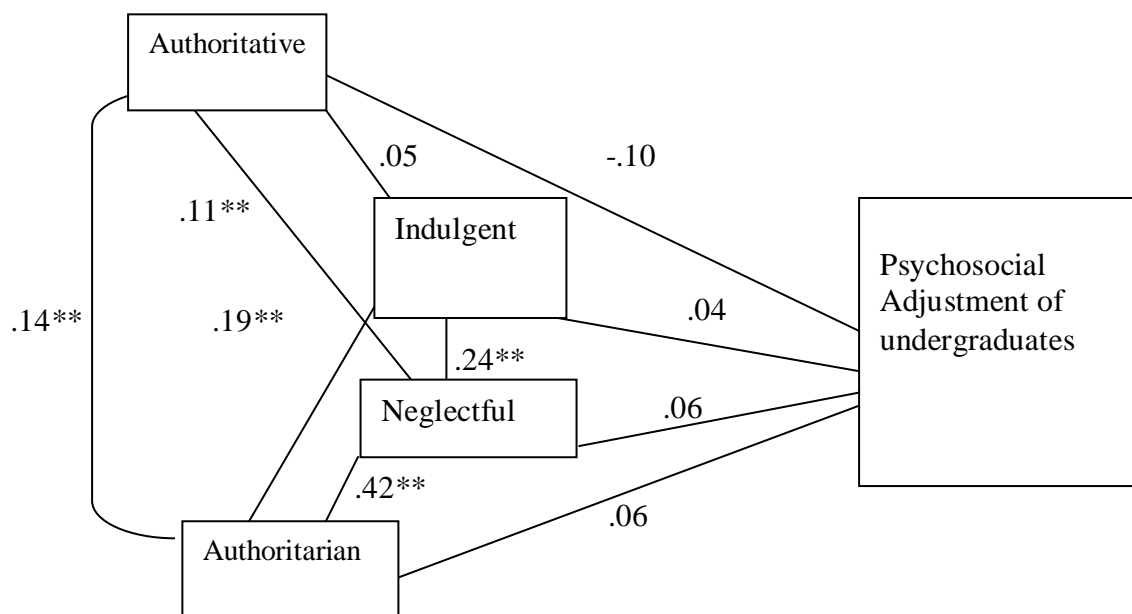 Authoritative
.05
-.10
.11**
Indulgent
Psychosocial
Adjustment of
undergraduates
.14**
.19**
.04
.24**
Neglectful
.06
.42**
.06
Authoritarian